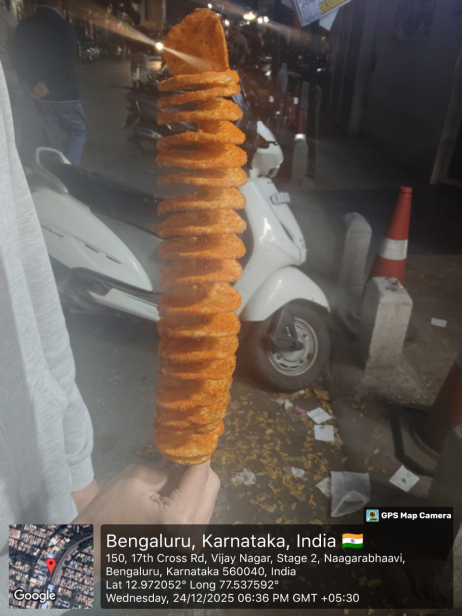 GPS Map Camera
Bengaluru, Karnataka, India
150, 17th Cross Rd, Vijay Nagar, Stage 2, Naagarabhaavi,
Bengaluru, Karnataka 560040, India
Lat 12.972052° Long 77.537592°
Wednesday, 24/12/2025 06:36 PM GMT +05:30
Google